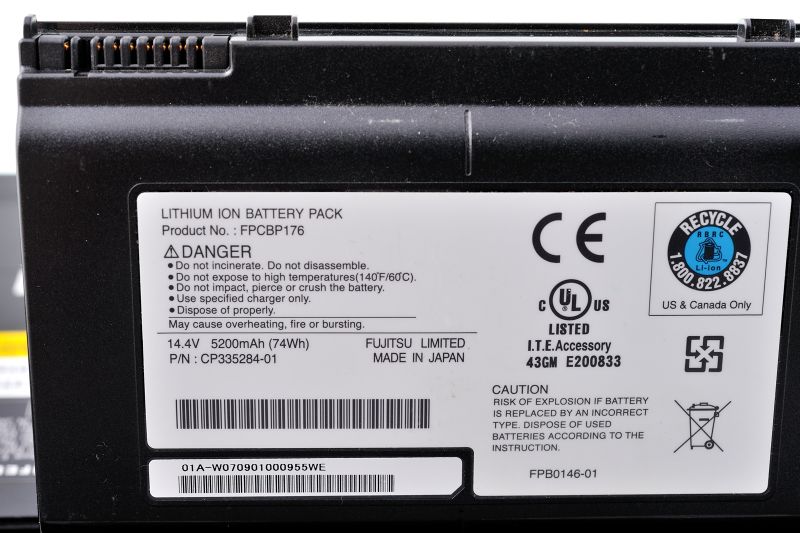 LITHIUM ION BATTERY PACK
Product No. : FPCBP176
⚠DANGER
• Do not incinerate. Do not disassemble.
• Do not expose to high temperatures(140°F/60°C).
• Do not impact, pierce or crush the battery.
• Use specified charger only.
• Dispose of properly.
May cause overheating, fire or bursting.
14.4V 5200mAh (74Wh) FUJITSU LIMITED
P/N : CP335284-01 MADE IN JAPAN
01A-W070901000955WE
CE
C UL US
LISTED
I.T.E.Accessory
43GM E200833
RECYCLE
RBRC
Li-ion
1.800.822.8837
US & Canada Only
CAUTION
RISK OF EXPLOSION IF BATTERY
IS REPLACED BY AN INCORRECT
TYPE. DISPOSE OF USED
BATTERIES ACCORDING TO THE
INSTRUCTION.
FPB0146-01